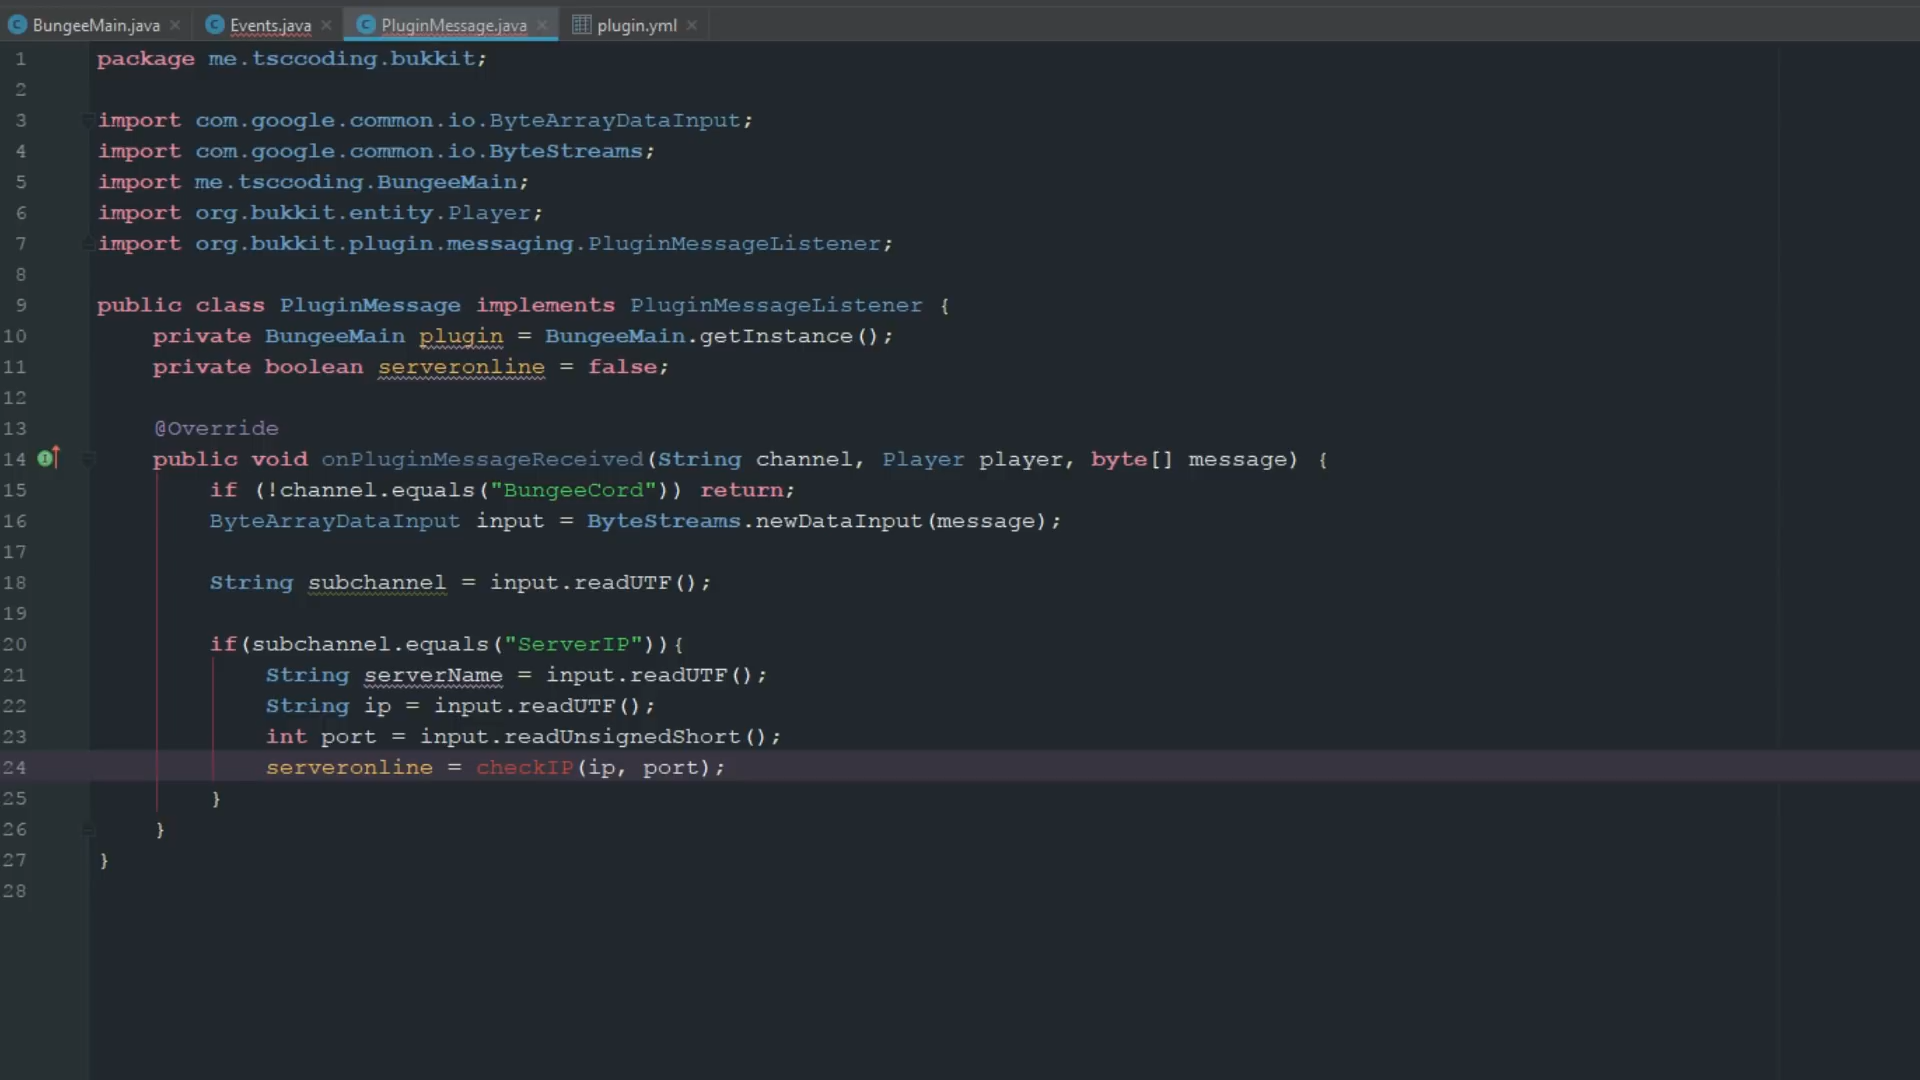 BungeeMain.java Events.java PluginMessage.java plugin.yml
1 package me.tsccoding.bukkit;
2
3 import com.google.common.io.ByteArrayDataInput;
4 import com.google.common.io.ByteStreams;
5 import me.tsccoding.BungeeMain;
6 import org.bukkit.entity.Player;
7 import org.bukkit.plugin.messaging.PluginMessageListener;
8
9 public class PluginMessage implements PluginMessageListener {
10     private BungeeMain plugin = BungeeMain.getInstance();
11     private boolean serveronline = false;
12
13     @Override
14     public void onPluginMessageReceived(String channel, Player player, byte[] message) {
15         if (!channel.equals("BungeeCord")) return;
16         ByteArrayDataInput input = ByteStreams.newDataInput(message);
17
18         String subchannel = input.readUTF();
19
20         if(subchannel.equals("ServerIP")){
21             String serverName = input.readUTF();
22             String ip = input.readUTF();
23             int port = input.readUnsignedShort();
24             serveronline = checkIP(ip, port);
25         }
26     }
27 }
28